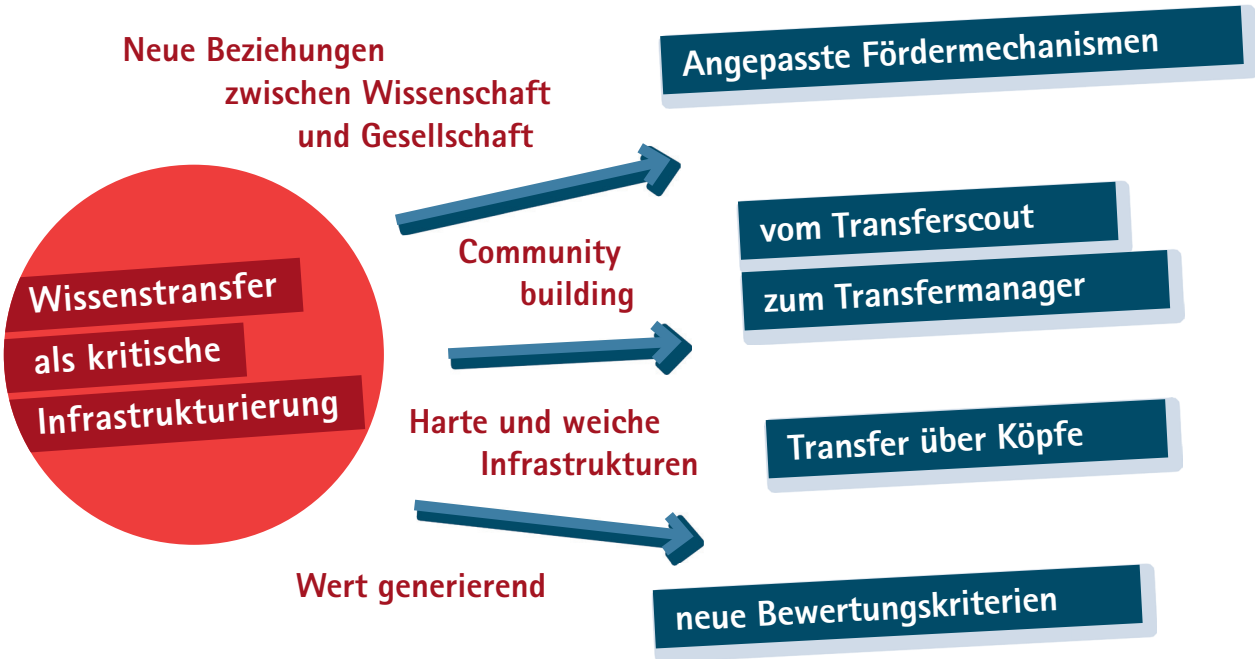 Neue Beziehungen
zwischen Wissenschaft
und Gesellschaft
Wissenstransfer
als kritische
Infrastrukturierung
Community
building
Harte und weiche
Infrastrukturen
Wert generierend
Angepasste Fördermechanismen
vom Transferscout
zum Transfermanager
Transfer über Köpfe
neue Bewertungskriterien